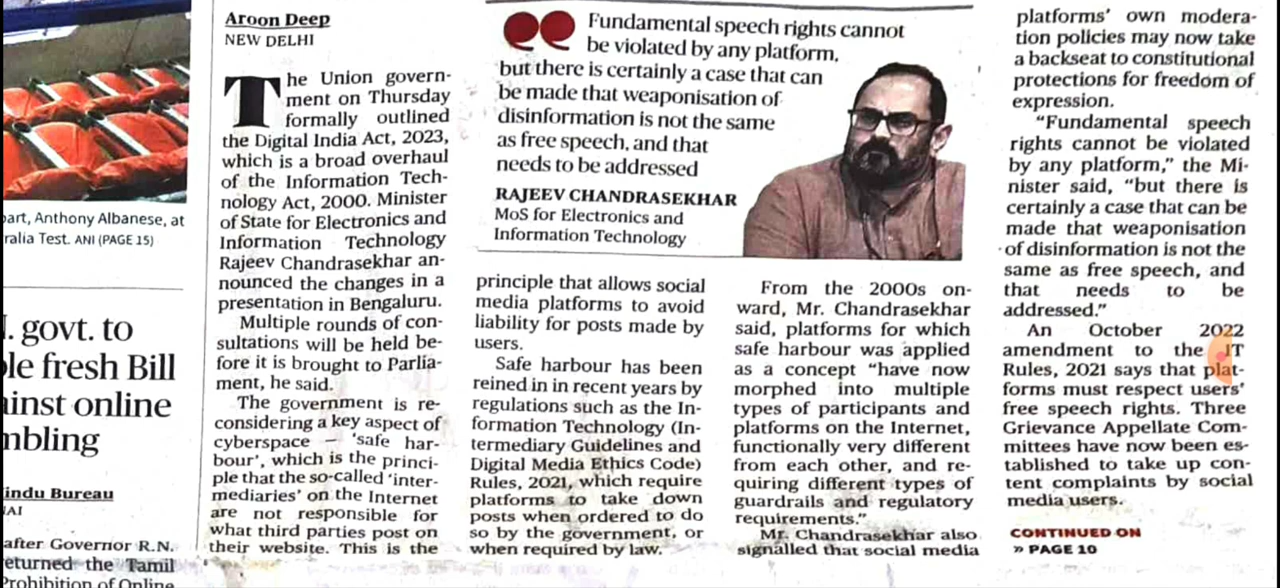 part, Anthony Albanese, at
ralia Test. ANI (PAGE 15)
N. govt. to
ble fresh Bill
ainst online
mbling
indu Bureau
NAI
after Governor R.N.
returned the Tamil
Prohibition of Online
Aroon Deep
NEW DELHI
The Union govern-
ment on Thursday
formally outlined
the Digital India Act, 2023,
which is a broad overhaul
of the Information Tech-
nology Act, 2000. Minister
of State for Electronics and
Information Technology
Rajeev Chandrasekhar an-
nounced the changes in a
presentation in Bengaluru.
Multiple rounds of con-
sultations will be held be-
fore it is brought to Parlia-
ment, he said.
The government is re-
considering a key aspect of
cyberspace — ‘safe har-
bour’, which is the princi-
ple that the so-called ‘inter-
mediaries’ on the Internet
are not responsible for
what third parties post on
their website. This is the
Fundamental speech rights cannot
be violated by any platform,
but there is certainly a case that can
be made that weaponisation of
disinformation is not the same
as free speech, and that
needs to be addressed
RAJEEV CHANDRASEKHAR
MoS for Electronics and
Information Technology
principle that allows social
media platforms to avoid
liability for posts made by
users.
Safe harbour has been
reined in in recent years by
regulations such as the In-
formation Technology (In-
termediary Guidelines and
Digital Media Ethics Code)
Rules, 2021, which require
platforms to take down
posts when ordered to do
so by the government, or
when required by law.
From the 2000s on-
ward, Mr. Chandrasekhar
said, platforms for which
safe harbour was applied
as a concept “have now
morphed into multiple
types of participants and
platforms on the Internet,
functionally very different
from each other, and re-
quiring different types of
guardrails and regulatory
requirements.”
Mr. Chandrasekhar also
signalled that social media
platforms’ own modera-
tion policies may now take
a backseat to constitutional
protections for freedom of
expression.
“Fundamental speech
rights cannot be violated
by any platform,” the Mi-
nister said, “but there is
certainly a case that can be
made that weaponisation
of disinformation is not the
same as free speech, and
that needs to be
addressed.”
An October 2022
amendment to the IT
Rules, 2021 says that plat-
forms must respect users’
free speech rights. Three
Grievance Appellate Com-
mittees have now been es-
tablished to take up con-
tent complaints by social
media users.
CONTINUED ON
» PAGE 10